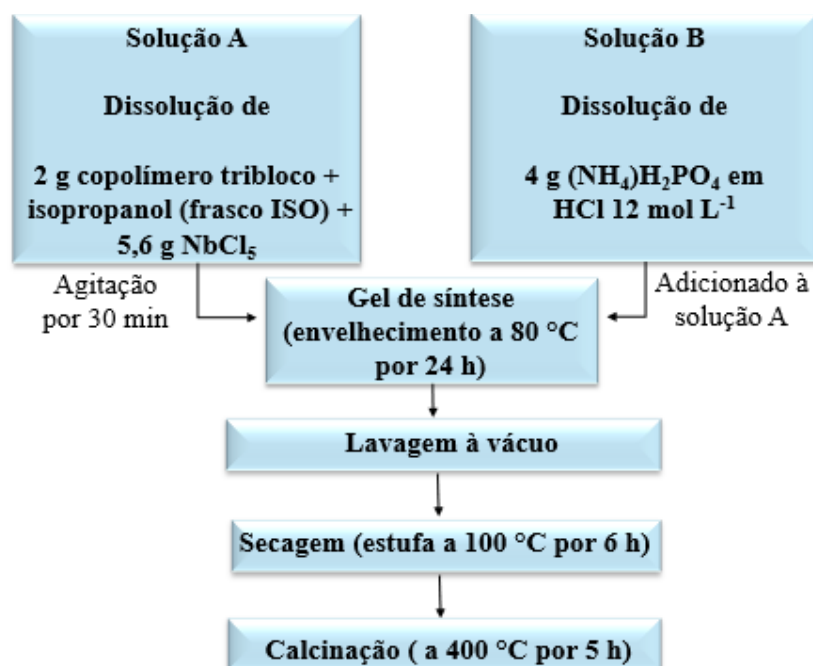 Solução A
Dissolução de
2 g copolímero tribloco +
isopropanol (frasco ISO) +
5,6 g NbCl₅
Solução B
Dissolução de
4 g (NH₄)H₂PO₄ em
HCl 12 mol L⁻¹
Agitação
por 30 min
Adicionado à
solução A
Gel de síntese
(envelhecimento a 80 °C
por 24 h)
Lavagem à vácuo
Secagem (estufa a 100 °C por 6 h)
Calcinação ( a 400 °C por 5 h)